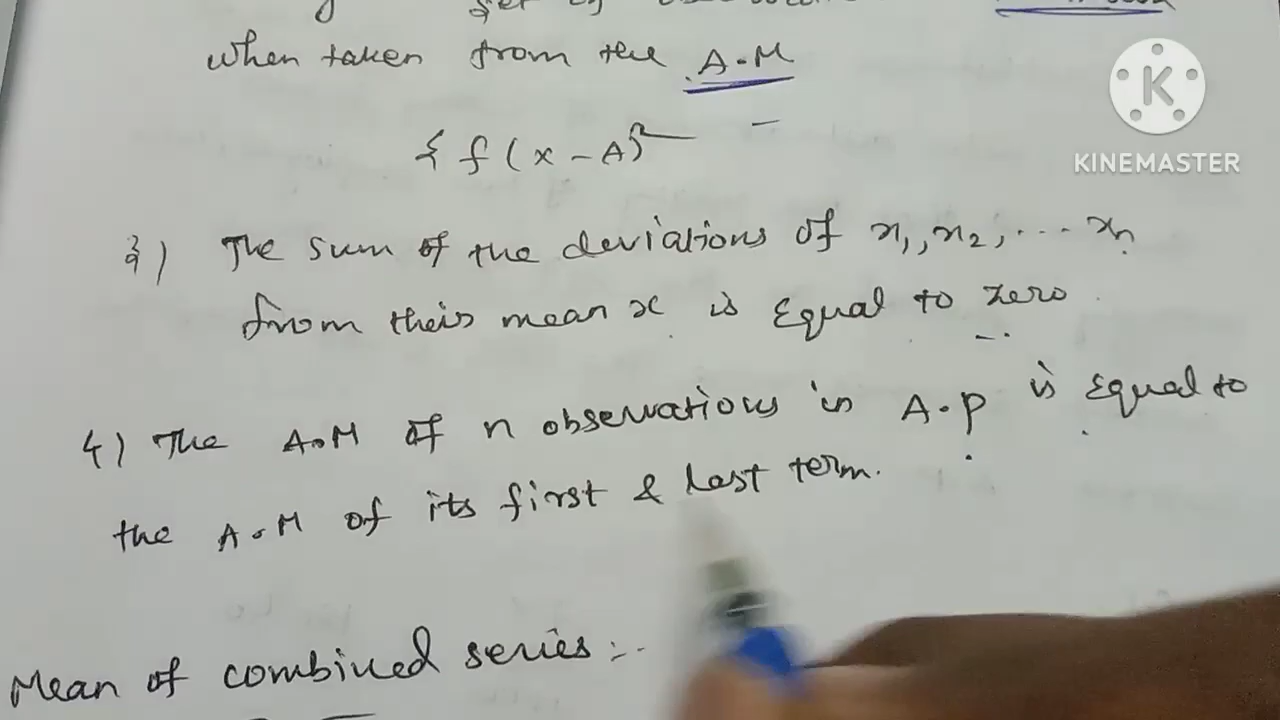 when taken from the A.M
KINEMASTER
Σ f (x - A)²
3) The sum of the deviations of x₁, x₂, ... xn
from their mean x is equal to zero.
4) The A.M of n observations in A.P is equal to
the A.M of its first & last term.
Mean of combined series :-